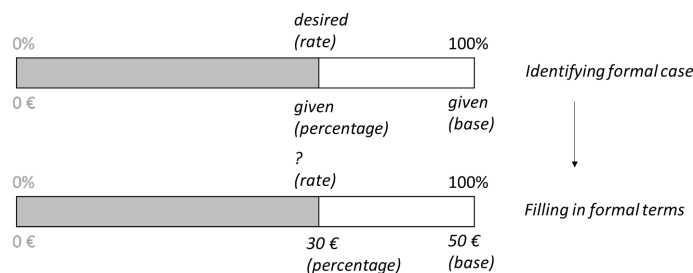 desired
0% (rate) 100%
Identifying formal case
0 € given given
(percentage) (base)
?
0% (rate) 100%
Filling in formal terms
0 € 30 € 50 €
(percentage) (base)